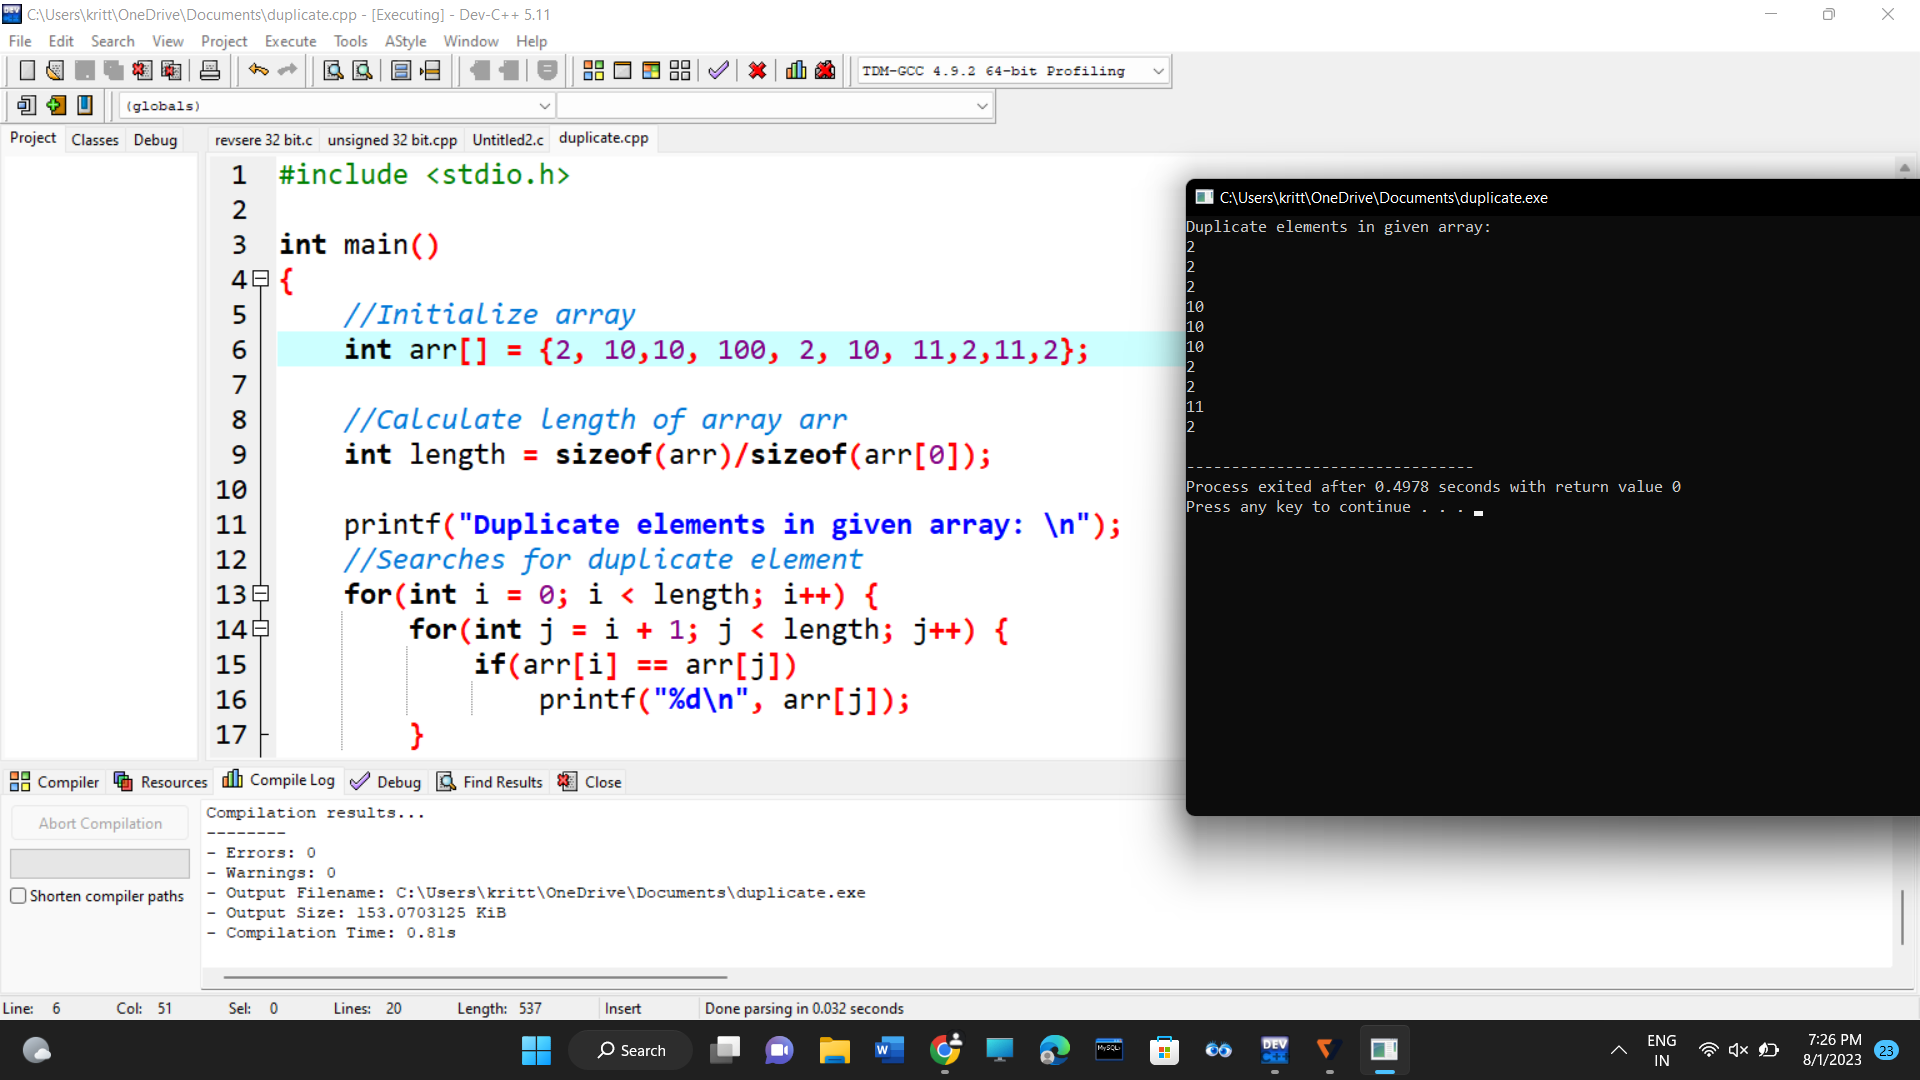 C:\Users\kritt\OneDrive\Documents\duplicate.cpp - [Executing] - Dev-C++ 5.11
File Edit Search View Project Execute Tools AStyle Window Help
TDM-GCC 4.9.2 64-bit Profiling
(globals)
Project Classes Debug
revsere 32 bit.c unsigned 32 bit.cpp Untitled2.c duplicate.cpp
1 #include <stdio.h>
2
3 int main()
4 {
5 //Initialize array
6 int arr[] = {2, 10,10, 100, 2, 10, 11,2,11,2};
7
8 //Calculate length of array arr
9 int length = sizeof(arr)/sizeof(arr[0]);
10
11 printf("Duplicate elements in given array: \n");
12 //Searches for duplicate element
13 for(int i = 0; i < length; i++) {
14 for(int j = i + 1; j < length; j++) {
15 if(arr[i] == arr[j])
16 printf("%d\n", arr[j]);
17 }
C:\Users\kritt\OneDrive\Documents\duplicate.exe
Duplicate elements in given array:
2
2
2
10
10
10
2
2
11
2
--------------------------------
Process exited after 0.4978 seconds with return value 0
Press any key to continue . . .
Compiler Resources Compile Log Debug Find Results Close
Abort Compilation
Shorten compiler paths
Compilation results...
--------
- Errors: 0
- Warnings: 0
- Output Filename: C:\Users\kritt\OneDrive\Documents\duplicate.exe
- Output Size: 153.0703125 KiB
- Compilation Time: 0.81s
Line: 6 Col: 51 Sel: 0 Lines: 20 Length: 537 Insert Done parsing in 0.032 seconds
Search
DEV C++
MySQL
ENG
IN
7:26 PM
8/1/2023
23